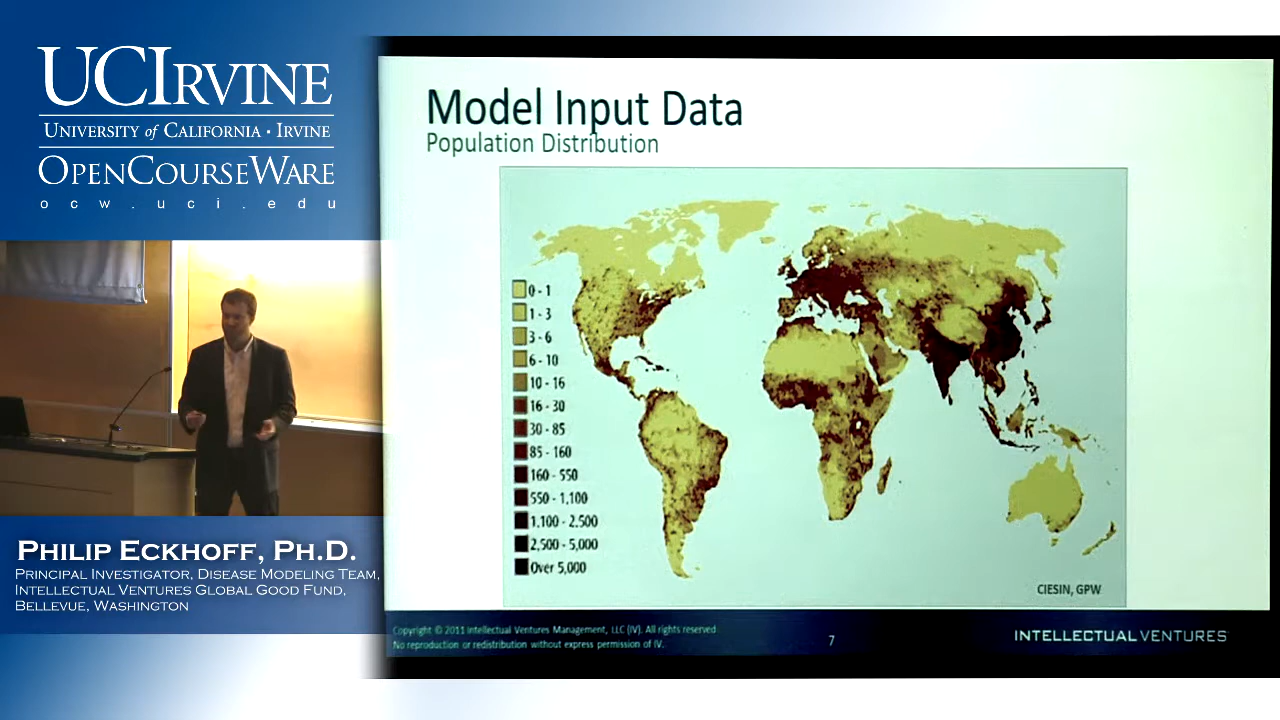 UCIRVINE
UNIVERSITY of CALIFORNIA · IRVINE
OPENCOURSEWARE
ocw.uci.edu
PHILIP ECKHOFF, PH.D.
PRINCIPAL INVESTIGATOR, DISEASE MODELING TEAM,
INTELLECTUAL VENTURES GLOBAL GOOD FUND,
BELLEVUE, WASHINGTON
Model Input Data
Population Distribution
0 - 1
1 - 3
3 - 6
6 - 10
10 - 16
16 - 30
30 - 85
85 - 160
160 - 550
550 - 1,100
1,100 - 2,500
2,500 - 5,000
Over 5,000
CIESIN, GPW
Copyright © 2011 Intellectual Ventures Management, LLC (IV). All rights reserved
No reproduction or redistribution without express permission of IV.
7
INTELLECTUAL VENTURES